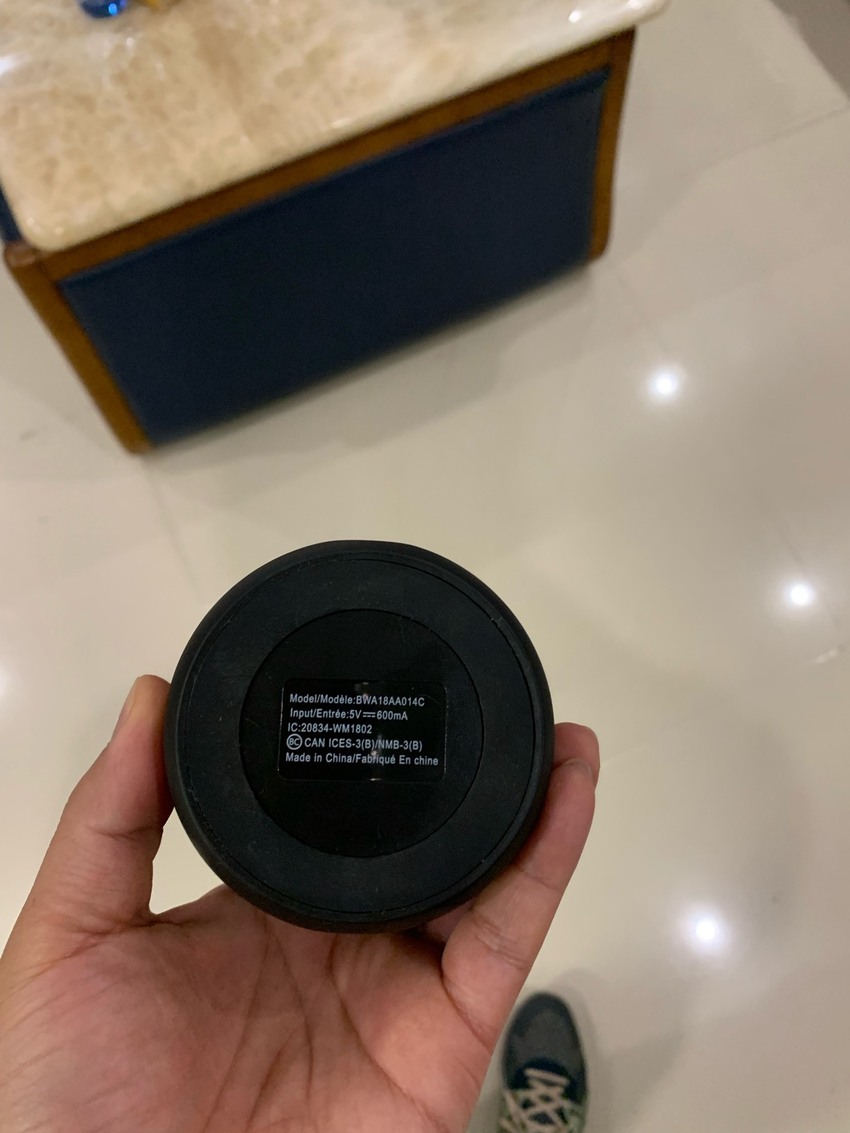 Model/Modèle:BWA18AA014C
Input/Entrée:5V⎓600mA
IC:20834-WM1802
BC CAN ICES-3(B)/NMB-3(B)
Made in China/Fabriqué En chine